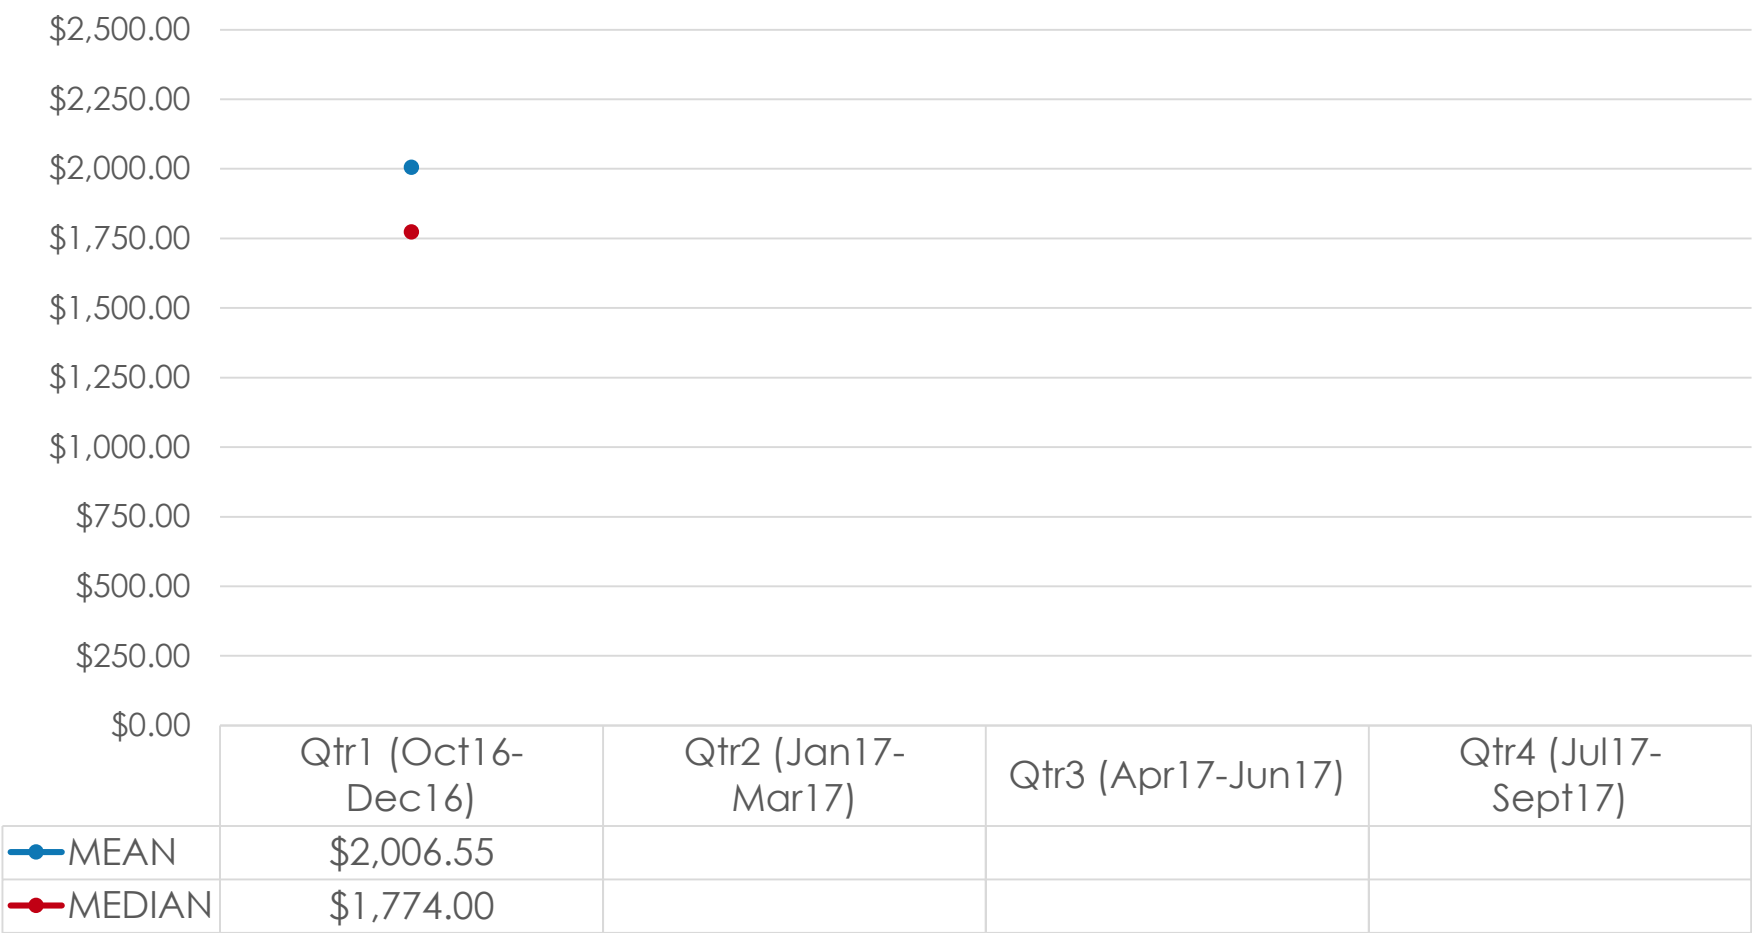 $2,500.00
$2,250.00
$2,000.00
$1,750.00
$1,500.00
$1,250.00
$1,000.00
$750.00
$500.00
$250.00
$0.00
Qtr1 (Oct16-
Dec16)
Qtr2 (Jan17-
Mar17)
Qtr3 (Apr17-Jun17)
Qtr4 (Jul17-
Sept17)
MEAN $2,006.55
MEDIAN $1,774.00